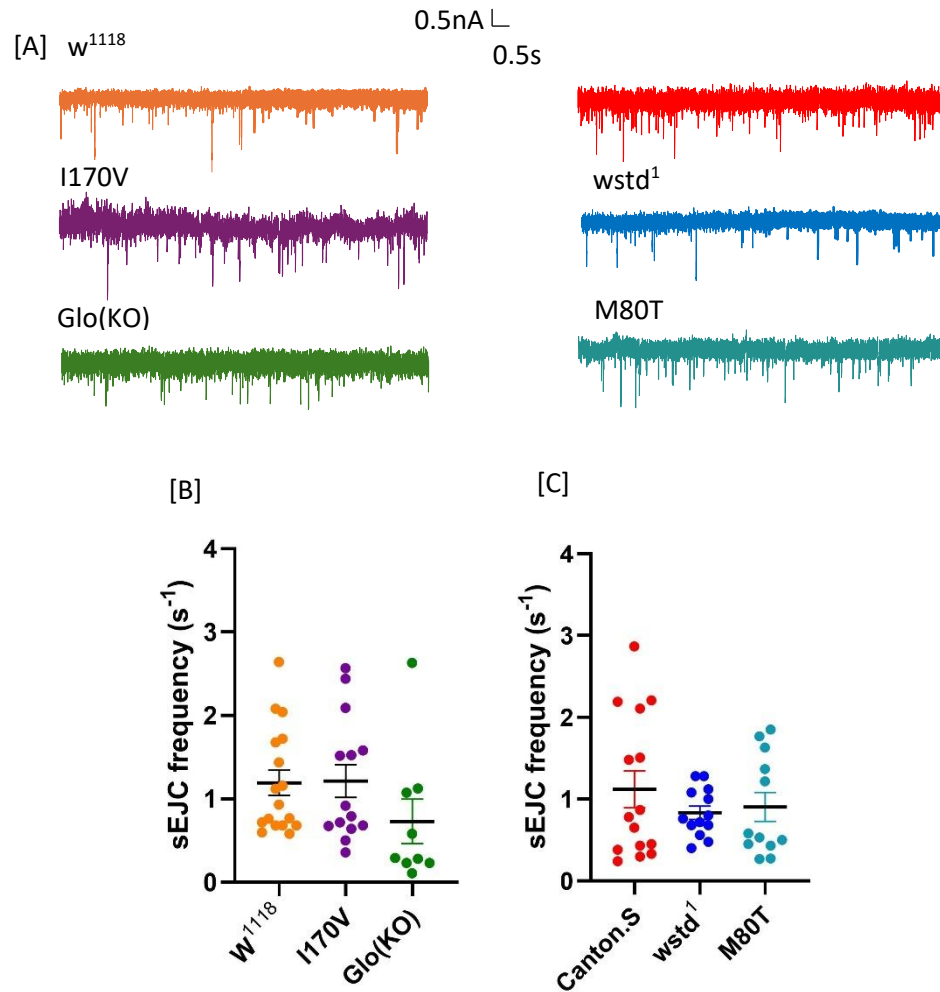 0.5nA
0.5s
[A] w¹¹¹⁸
I170V
wstd¹
Glo(KO)
M80T
[B]
[C]
sEJC frequency (s⁻¹)
4
3
2
1
0
W¹¹¹⁸
I170V
Glo(KO)
sEJC frequency (s⁻¹)
4
3
2
1
0
Canton.S
wstd¹
M80T